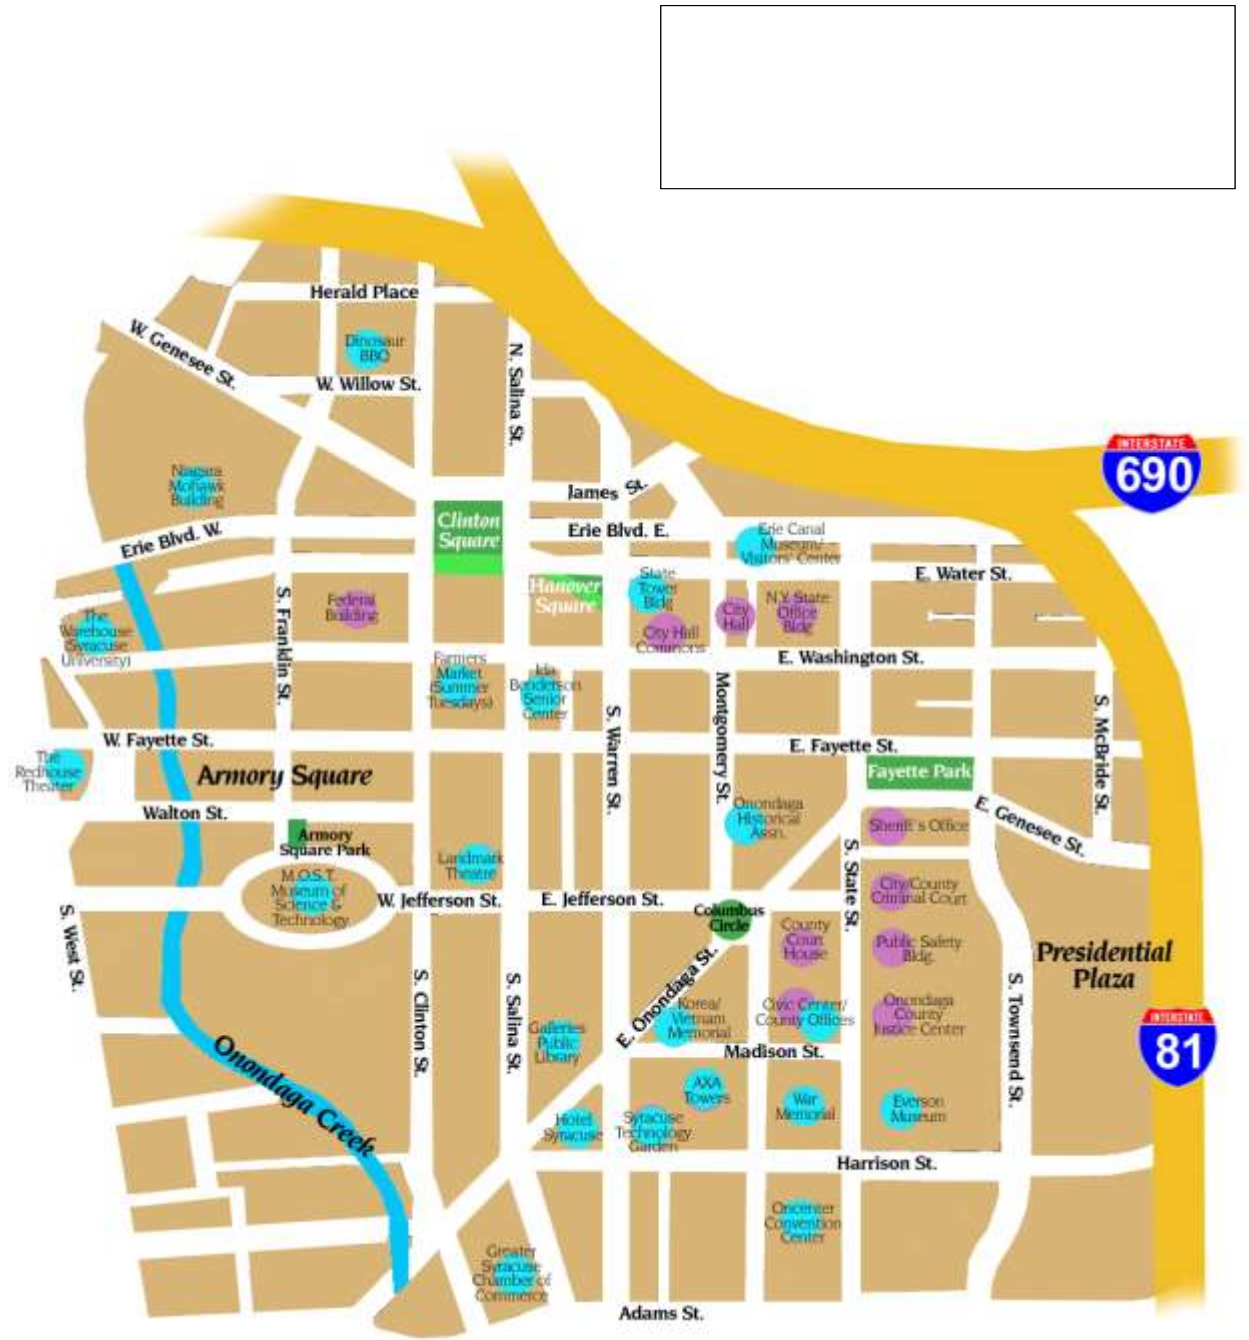 Herald Place
W. Genesee St.
Dinosaur
BBQ
W. Willow St.
N. Salina St.
INTERSTATE
690
Niagara
Mohawk
Building
James St.
Clinton
Square
Erie Blvd. W.
Erie Blvd. E.
Erie Canal
Museum/
Visitors' Center
E. Water St.
State
Tower
Bldg
Hanover
Square
Federal
Building
S. Franklin St.
The
Warehouse
(Syracuse
University)
City
Hall
N.Y. State
Office
Bldg
City Hall
Commons
E. Washington St.
Farmers
Market
(Summer
Tuesdays)
Ida
Benderson
Senior
Center
Montgomery St.
S. Warren St.
S. McBride St.
W. Fayette St.
E. Fayette St.
The
Redhouse
Theater
Armory Square
Fayette Park
Walton St.
Onondaga
Historical
Assn.
E. Genesee St.
Sheriff's Office
Armory
Square Park
Landmark
Theatre
S. State St.
M.O.S.T.
Museum of
Science &
Technology
W. Jefferson St.
E. Jefferson St.
City/County
Criminal Court
Columbus
Circle
S. West St.
County
Court
House
Public Safety
Bldg.
Presidential
Plaza
S. Clinton St.
S. Salina St.
E. Onondaga St.
S. Townsend St.
Korea/
Vietnam
Memorial
Civic Center/
County Offices
Onondaga
County
Justice Center
INTERSTATE
81
Galleries
Public
Library
Madison St.
Onondaga Creek
AXA
Towers
War
Memorial
Everson
Museum
Hotel
Syracuse
Syracuse
Technology
Garden
Harrison St.
Oncenter
Convention
Center
Greater
Syracuse
Chamber of
Commerce
Adams St.